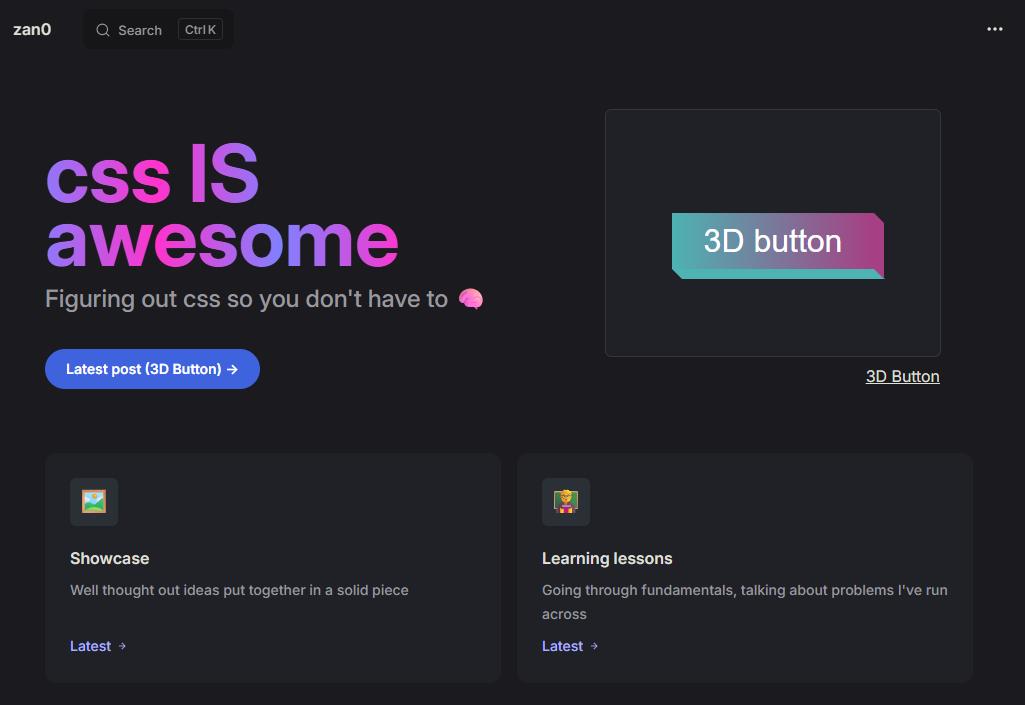 zan0
Search
Ctrl K
css IS
awesome
Figuring out css so you don't have to 🧠
Latest post (3D Button) →
3D button
3D Button
Showcase
Well thought out ideas put together in a solid piece
Latest →
Learning lessons
Going through fundamentals, talking about problems I've run
across
Latest →